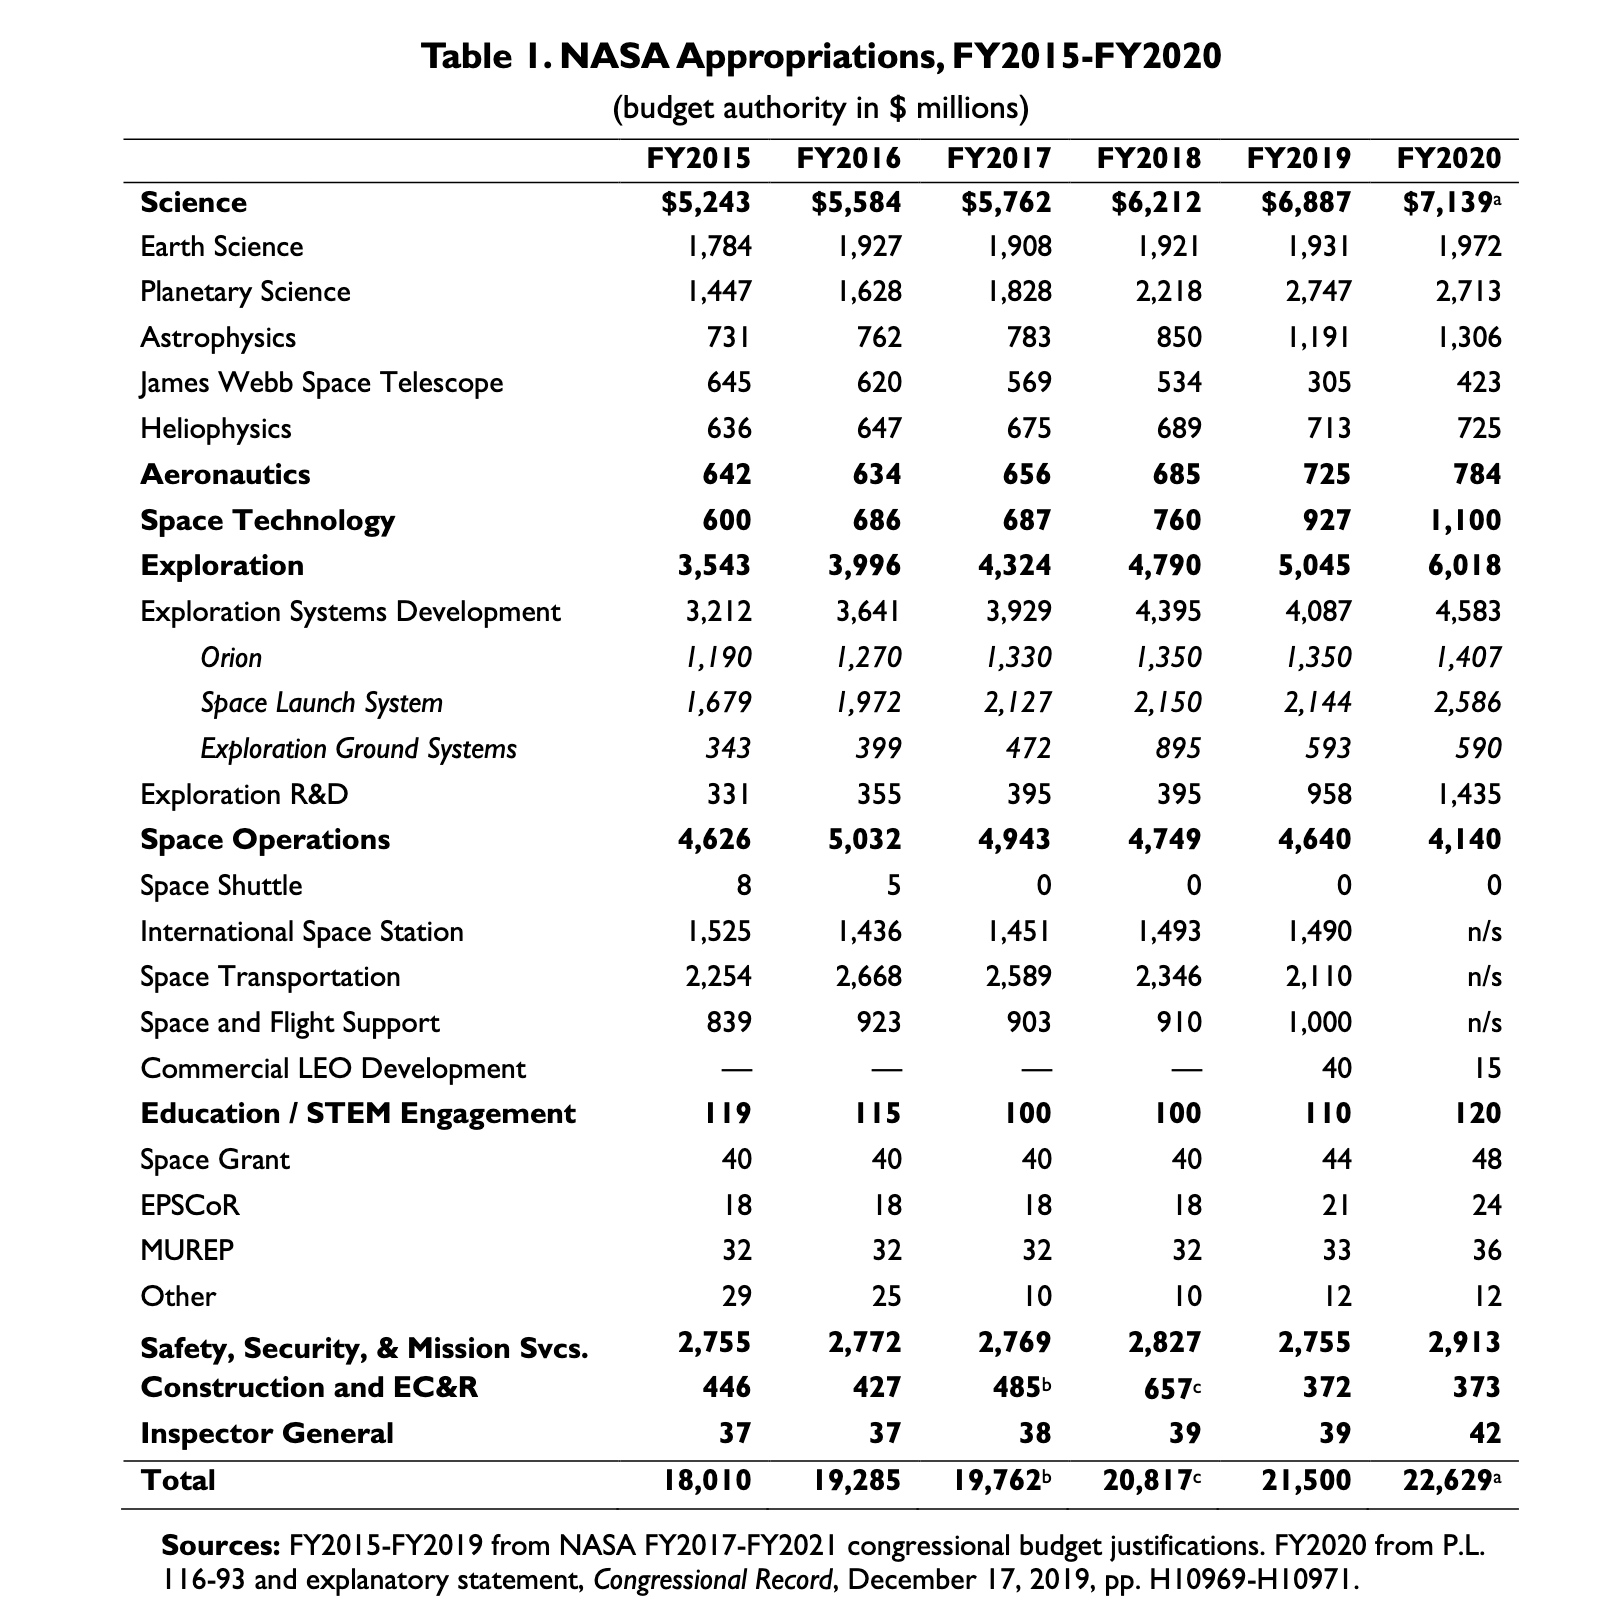 Table 1. NASA Appropriations, FY2015-FY2020
(budget authority in $ millions)
FY2015 FY2016 FY2017 FY2018 FY2019 FY2020
Science $5,243 $5,584 $5,762 $6,212 $6,887 $7,139a
Earth Science 1,784 1,927 1,908 1,921 1,931 1,972
Planetary Science 1,447 1,628 1,828 2,218 2,747 2,713
Astrophysics 731 762 783 850 1,191 1,306
James Webb Space Telescope 645 620 569 534 305 423
Heliophysics 636 647 675 689 713 725
Aeronautics 642 634 656 685 725 784
Space Technology 600 686 687 760 927 1,100
Exploration 3,543 3,996 4,324 4,790 5,045 6,018
Exploration Systems Development 3,212 3,641 3,929 4,395 4,087 4,583
Orion 1,190 1,270 1,330 1,350 1,350 1,407
Space Launch System 1,679 1,972 2,127 2,150 2,144 2,586
Exploration Ground Systems 343 399 472 895 593 590
Exploration R&D 331 355 395 395 958 1,435
Space Operations 4,626 5,032 4,943 4,749 4,640 4,140
Space Shuttle 8 5 0 0 0 0
International Space Station 1,525 1,436 1,451 1,493 1,490 n/s
Space Transportation 2,254 2,668 2,589 2,346 2,110 n/s
Space and Flight Support 839 923 903 910 1,000 n/s
Commercial LEO Development — — — — 40 15
Education / STEM Engagement 119 115 100 100 110 120
Space Grant 40 40 40 40 44 48
EPSCoR 18 18 18 18 21 24
MUREP 32 32 32 32 33 36
Other 29 25 10 10 12 12
Safety, Security, & Mission Svcs. 2,755 2,772 2,769 2,827 2,755 2,913
Construction and EC&R 446 427 485b 657c 372 373
Inspector General 37 37 38 39 39 42
Total 18,010 19,285 19,762b 20,817c 21,500 22,629a
Sources: FY2015-FY2019 from NASA FY2017-FY2021 congressional budget justifications. FY2020 from P.L.
116-93 and explanatory statement, Congressional Record, December 17, 2019, pp. H10969-H10971.